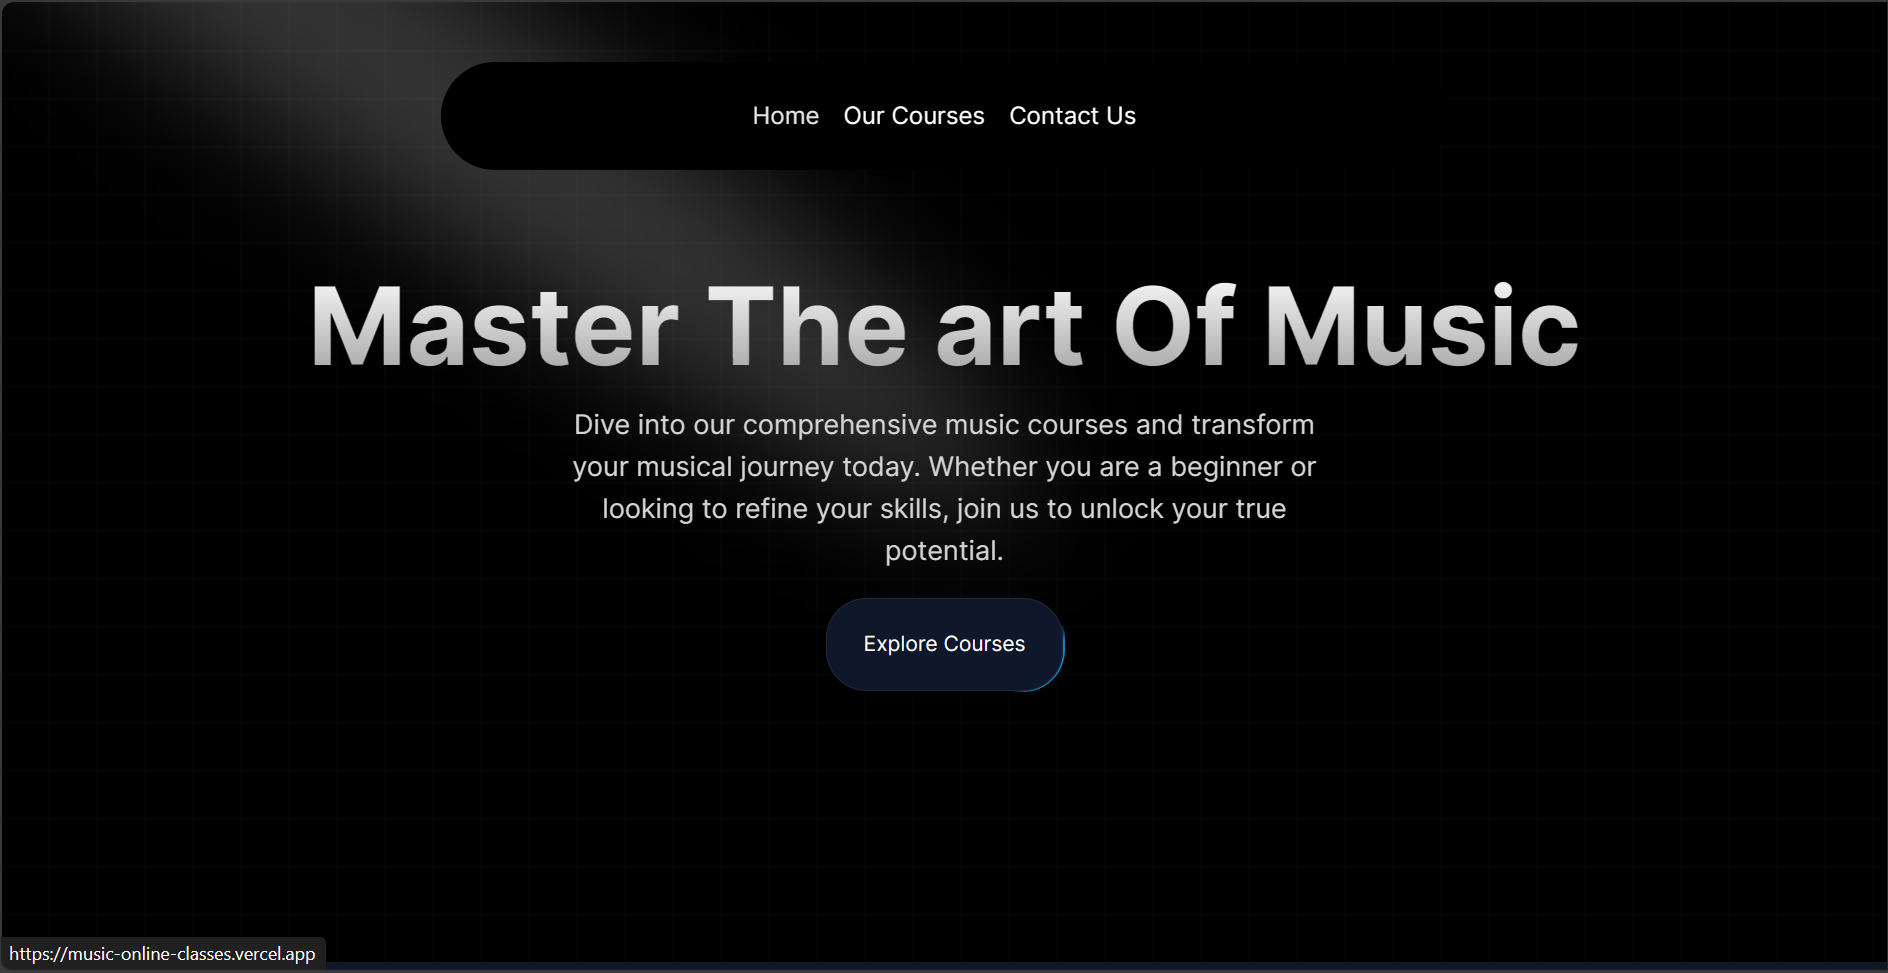 Home Our Courses Contact Us
Master The art Of Music
Dive into our comprehensive music courses and transform
your musical journey today. Whether you are a beginner or
looking to refine your skills, join us to unlock your true
potential.
Explore Courses
https://music-online-classes.vercel.app